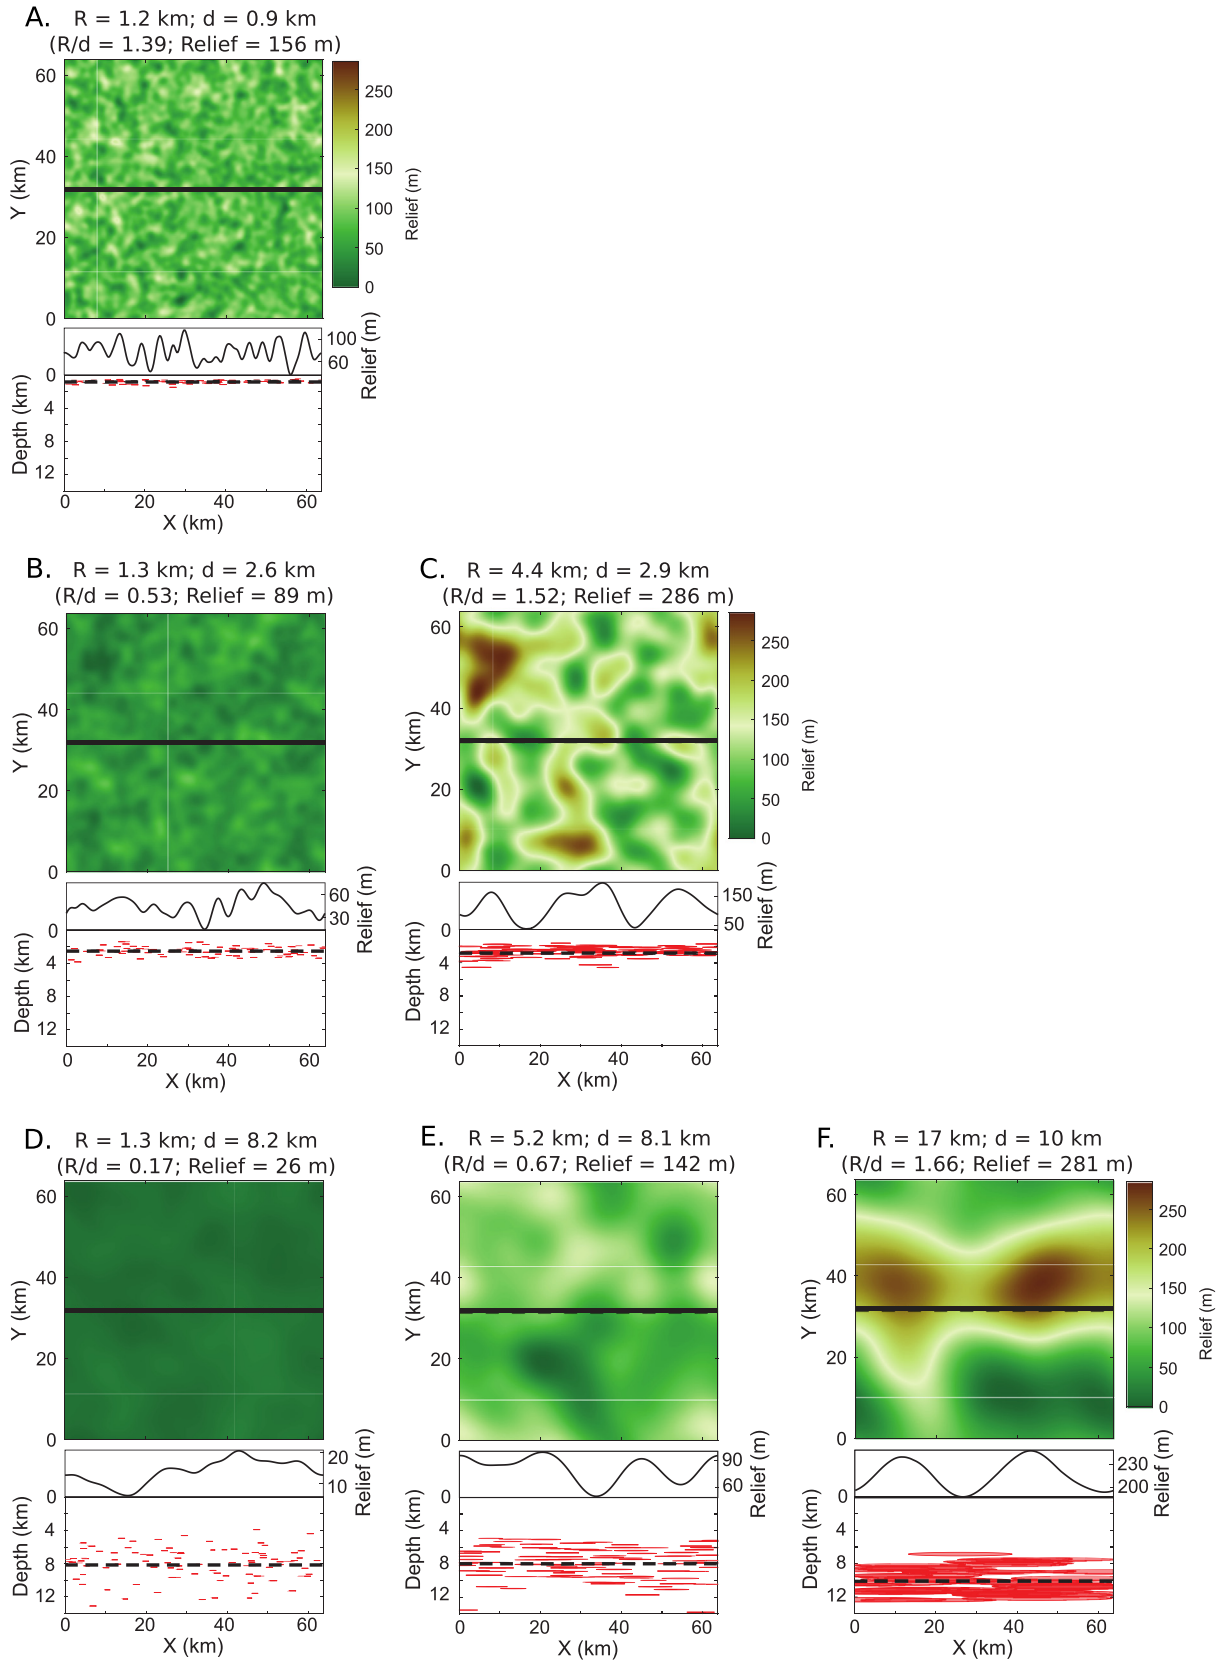 A.
R = 1.2 km; d = 0.9 km
(R/d = 1.39; Relief = 156 m)
60
40
20
0
Y (km)
250
200
150
100
50
0
Relief (m)
100
60
Relief (m)
0
4
8
12
Depth (km)
0 20 40 60
X (km)
B.
R = 1.3 km; d = 2.6 km
(R/d = 0.53; Relief = 89 m)
60
40
20
0
Y (km)
60
30
Relief (m)
0
4
8
12
Depth (km)
0 20 40 60
X (km)
C.
R = 4.4 km; d = 2.9 km
(R/d = 1.52; Relief = 286 m)
60
40
20
0
Y (km)
250
200
150
100
50
0
Relief (m)
150
50
Relief (m)
0
4
8
12
Depth (km)
0 20 40 60
X (km)
D.
R = 1.3 km; d = 8.2 km
(R/d = 0.17; Relief = 26 m)
60
40
20
0
Y (km)
20
10
Relief (m)
0
4
8
12
Depth (km)
0 20 40 60
X (km)
E.
R = 5.2 km; d = 8.1 km
(R/d = 0.67; Relief = 142 m)
60
40
20
0
Y (km)
90
60
Relief (m)
0
4
8
12
Depth (km)
0 20 40 60
X (km)
F.
R = 17 km; d = 10 km
(R/d = 1.66; Relief = 281 m)
60
40
20
0
Y (km)
250
200
150
100
50
0
Relief (m)
230
200
Relief (m)
0
4
8
12
Depth (km)
0 20 40 60
X (km)